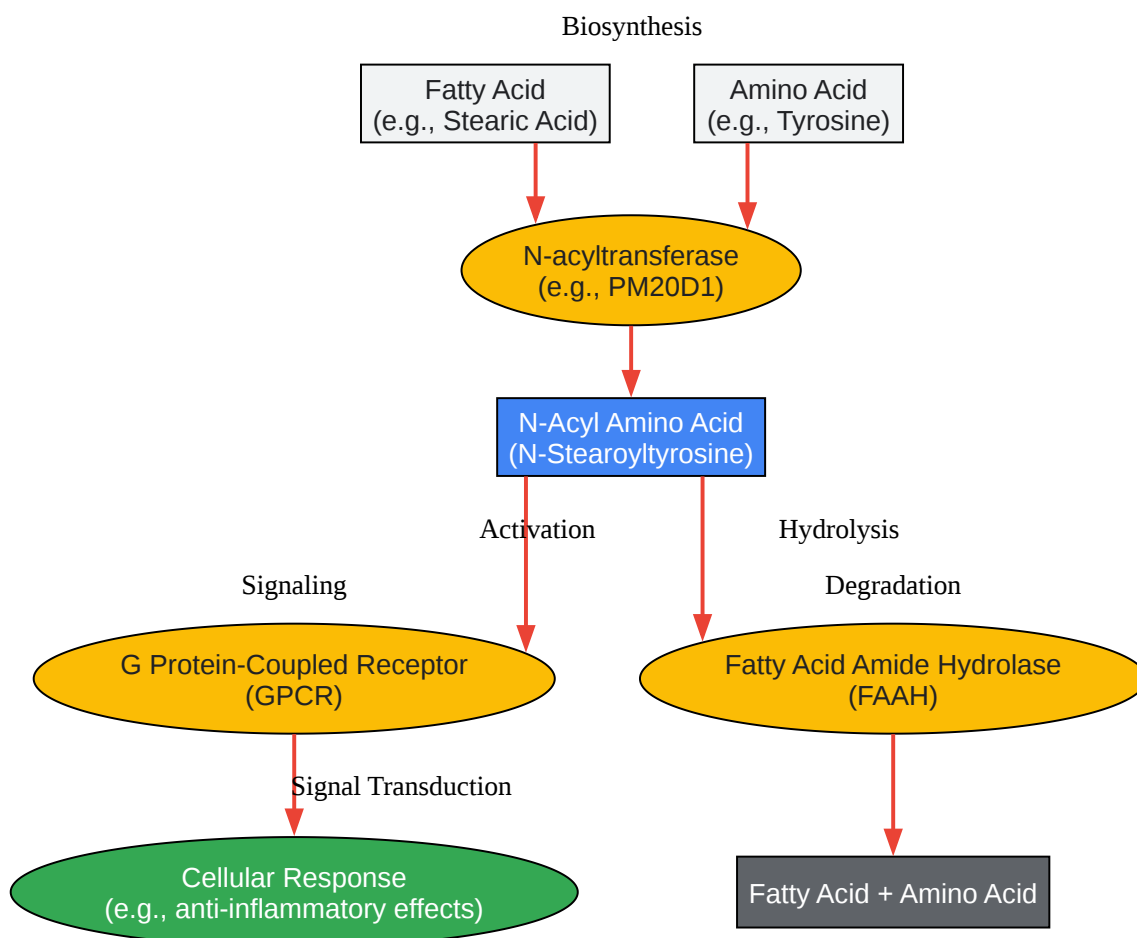 Biosynthesis
Fatty Acid
(e.g., Stearic Acid)
Amino Acid
(e.g., Tyrosine)
N-acyltransferase
(e.g., PM20D1)
N-Acyl Amino Acid
(N-Stearoyltyrosine)
Activation
Hydrolysis
Signaling
Degradation
G Protein-Coupled Receptor
(GPCR)
Fatty Acid Amide Hydrolase
(FAAH)
Signal Transduction
Cellular Response
(e.g., anti-inflammatory effects)
Fatty Acid + Amino Acid